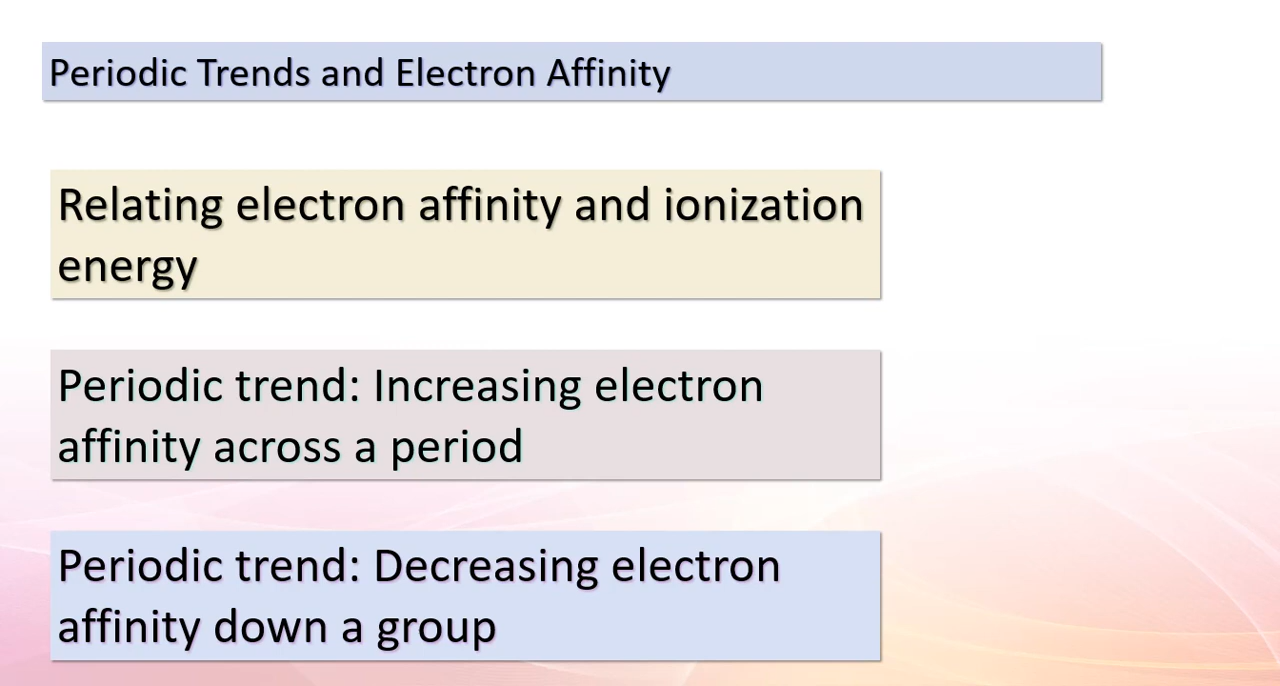 Periodic Trends and Electron Affinity
Relating electron affinity and ionization
energy
Periodic trend: Increasing electron
affinity across a period
Periodic trend: Decreasing electron
affinity down a group